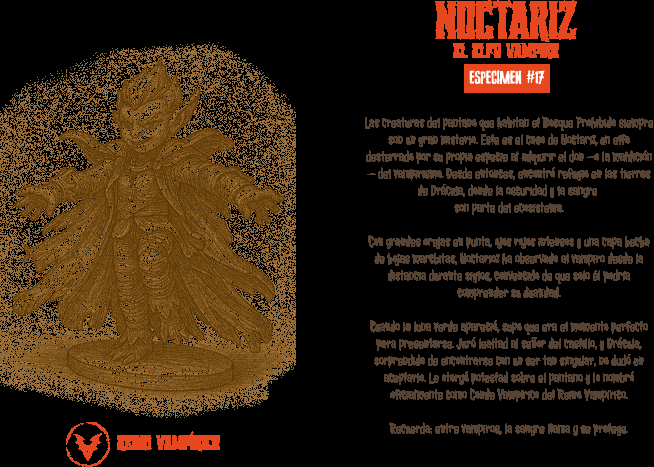 NOCTARIZ
EL ELFO VAMPIRO
ESPECIMEN #17
Las criaturas del pantano que habitan el Bosque Prohibido siempre
son un gran misterio. Este es el caso de Noctariz, un elfo
desterrado por su propia especie al adquirir el don —o la maldición
— del vampirismo. Desde entonces, encontró refugio en las tierras
de Drácula, donde la oscuridad y la sangre
son parte del ecosistema.
Con grandes orejas en punta, ojos rojos intensos y una capa hecha
de hojas marchitas, Noctariz ha observado al vampiro desde la
distancia durante siglos, convencido de que solo él podría
comprender su dualidad.
Cuando la luna verde apareció, supo que era el momento perfecto
para presentarse. Juró lealtad al señor del castillo, y Drácula,
sorprendido de encontrarse con un ser tan singular, no dudó en
aceptarlo. Le otorgó potestad sobre el pantano y lo nombró
oficialmente como Conde Vampírico del Reino Vampírico.
Recuerda: entre vampiros, la sangre llama y se protege.
REINO VAMPÍRICO